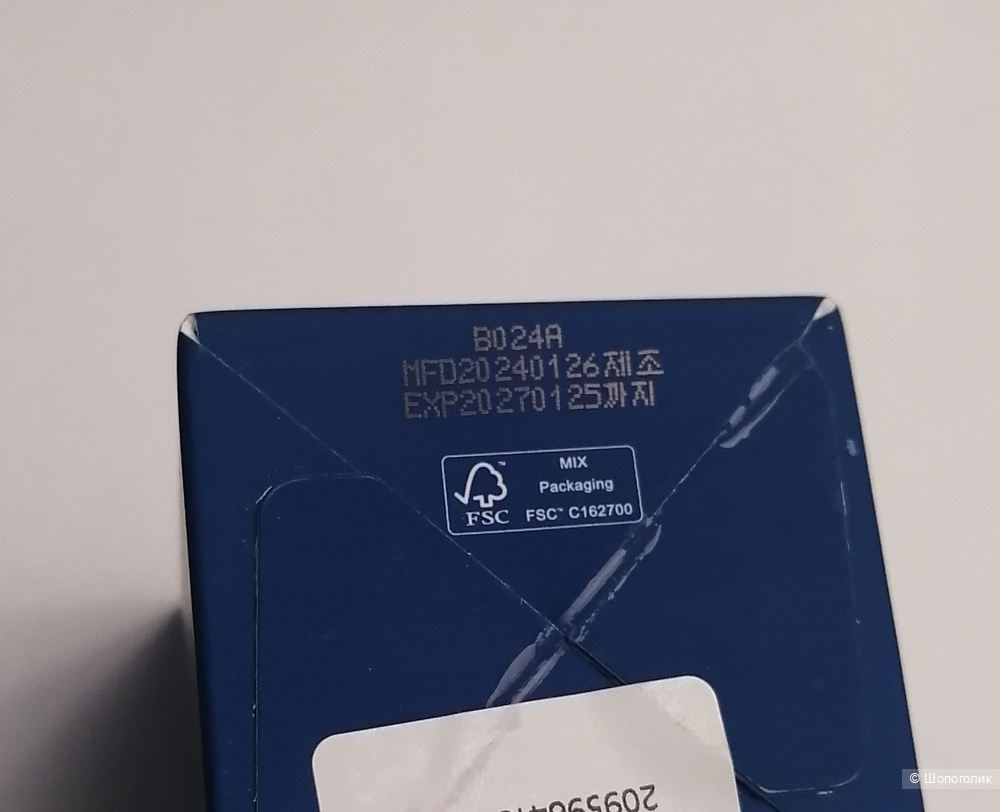 B024A
MFD20240126제조
EXP20270125까지
MIX
Packaging
FSC™ C162700
FSC
© Шопоголик